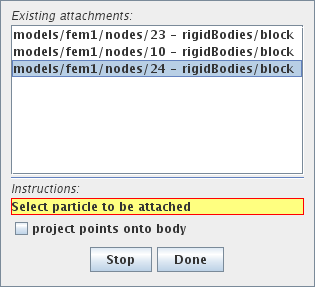 Existing attachments:
models/fem1/nodes/23 - rigidBodies/block
models/fem1/nodes/10 - rigidBodies/block
models/fem1/nodes/24 - rigidBodies/block
Instructions:
Select particle to be attached
project points onto body
Stop Done